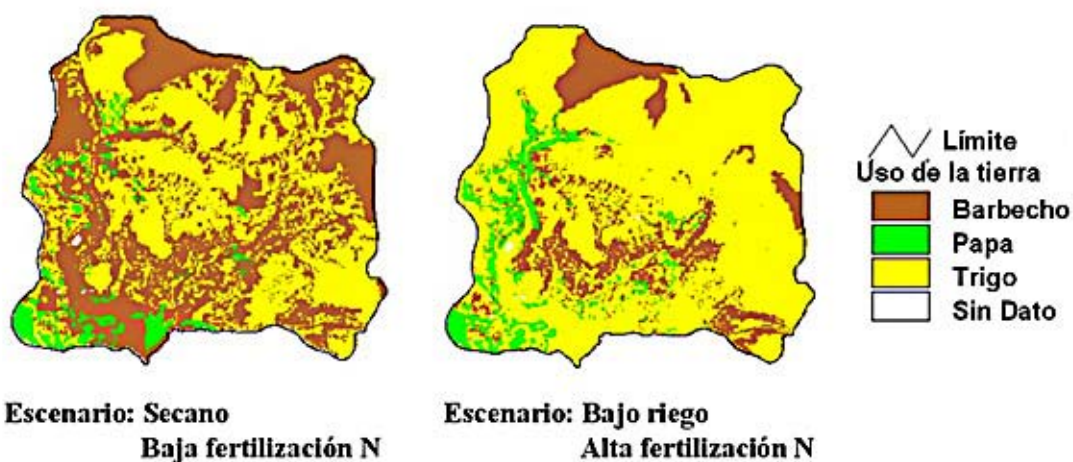 Límite
Uso de la tierra
Barbecho
Papa
Trigo
Sin Dato
Escenario: Secano
Baja fertilización N
Escenario: Bajo riego
Alta fertilización N